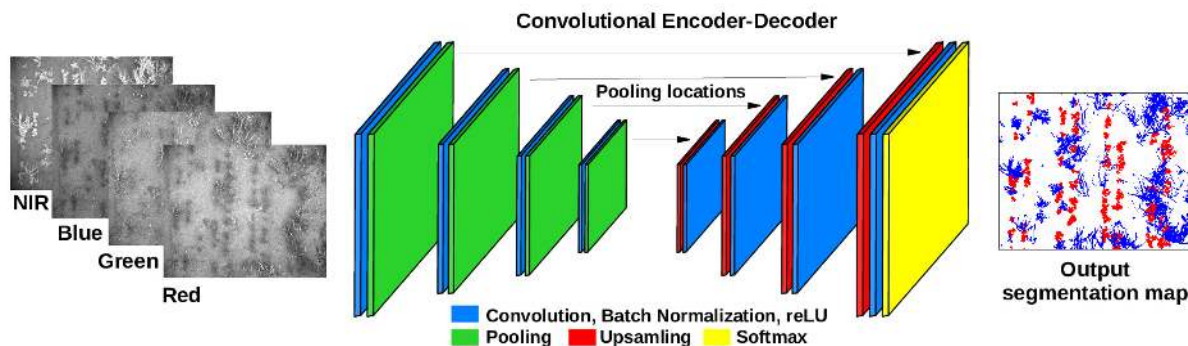 Convolutional Encoder-Decoder
Pooling locations
NIR
Blue
Green
Red
Output
segmentation map
Convolution, Batch Normalization, reLU
Pooling
Upsamling
Softmax